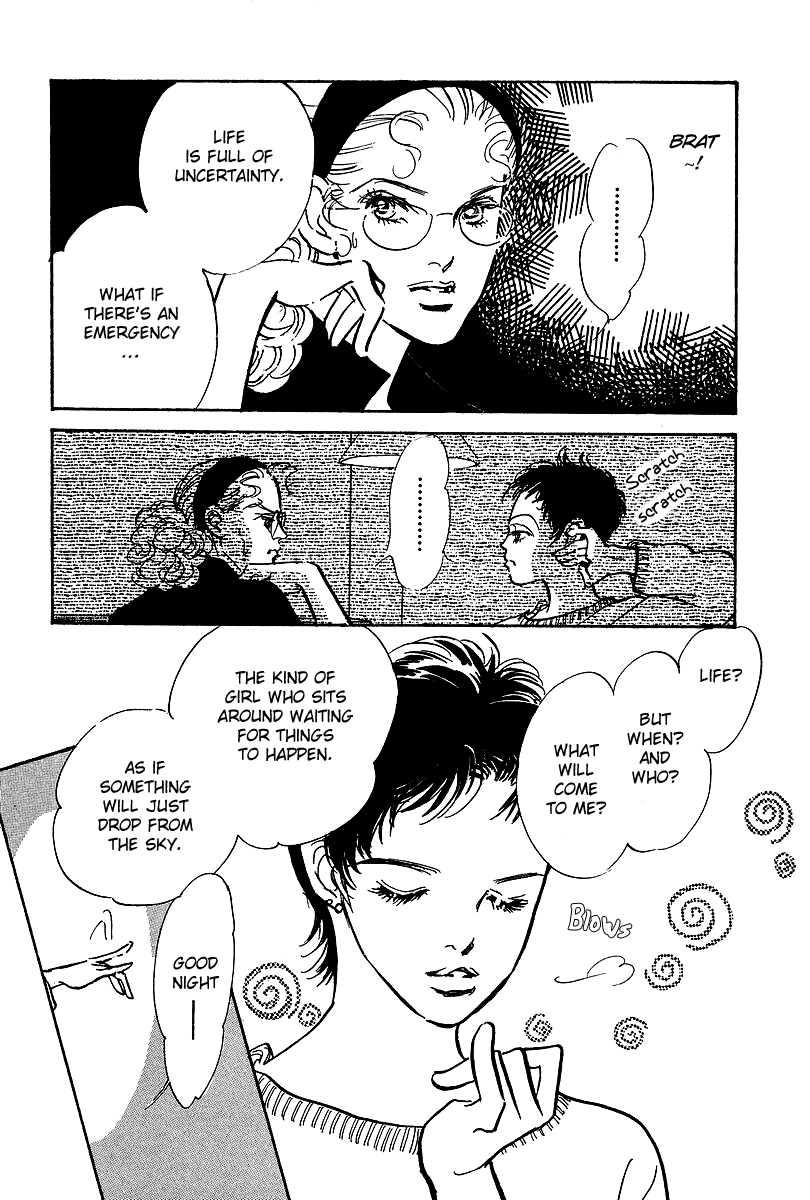 BRAT
~!
..........
LIFE
IS FULL OF
UNCERTAINTY.
WHAT IF
THERE'S AN
EMERGENCY
...
Scratch
scratch
..........
LIFE?
BUT
WHEN?
AND
WHO?
WHAT
WILL
COME
TO ME?
THE KIND OF
GIRL WHO SITS
AROUND WAITING
FOR THINGS
TO HAPPEN.
AS IF
SOMETHING
WILL JUST
DROP FROM
THE SKY.
Blows
GOOD
NIGHT
—